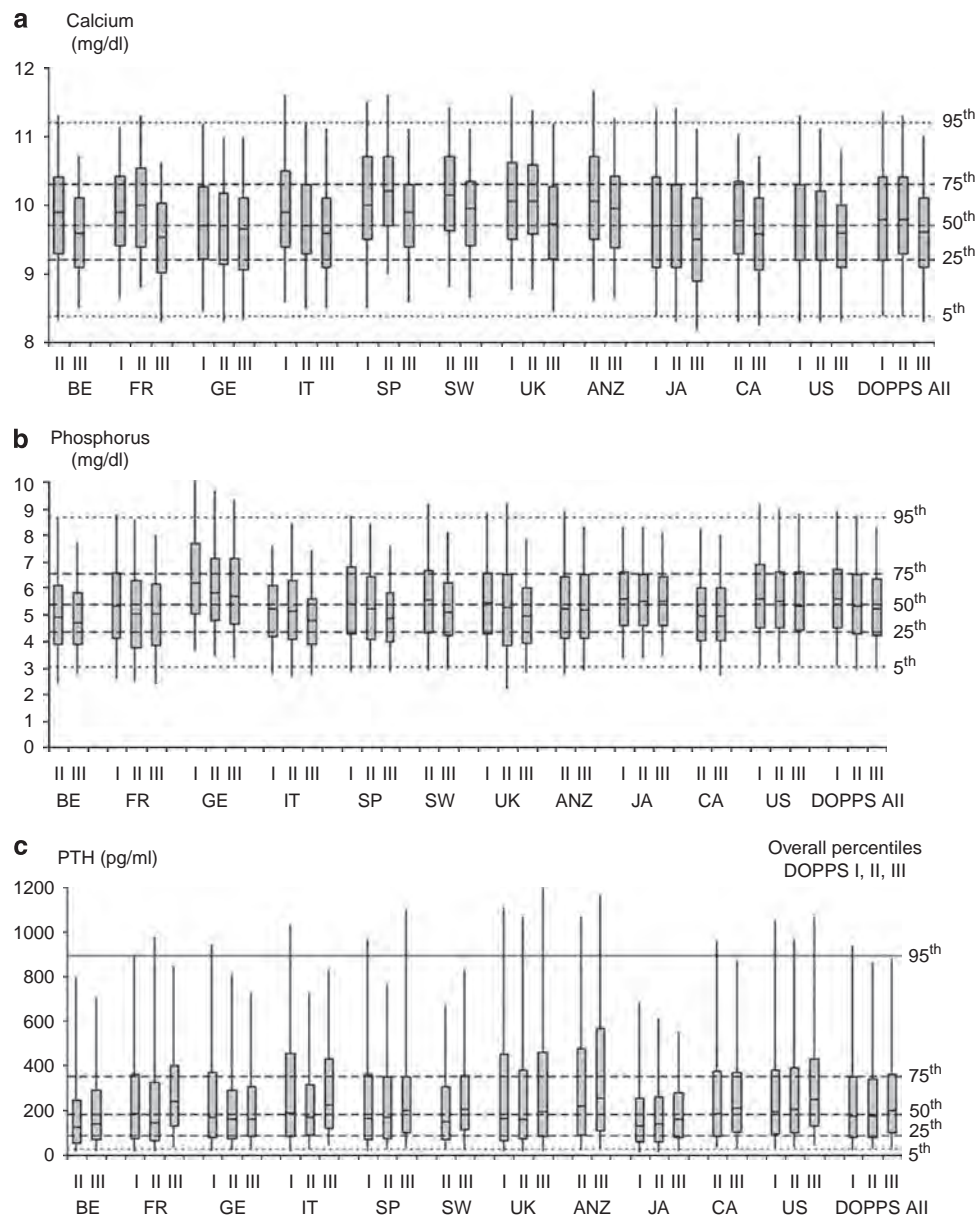 a Calcium
(mg/dl)
12
11
10
9
8
95th
75th
50th
25th
5th
II III I II III I II III I II III I II III II III I II III II III I II III II III I II III I II III
BE FR GE IT SP SW UK ANZ JA CA US DOPPS All
b Phosphorus
(mg/dl)
10
9
8
7
6
5
4
3
2
1
0
95th
75th
50th
25th
5th
II III I II III I II III I II III I II III II III I II III II III I II III II III I II III I II III
BE FR GE IT SP SW UK ANZ JA CA US DOPPS All
c PTH (pg/ml)
Overall percentiles
DOPPS I, II, III
1200
1000
800
600
400
200
0
95th
75th
50th
25th
5th
II III I II III I II III I II III I II III II III I II III II III I II III II III I II III I II III
BE FR GE IT SP SW UK ANZ JA CA US DOPPS All